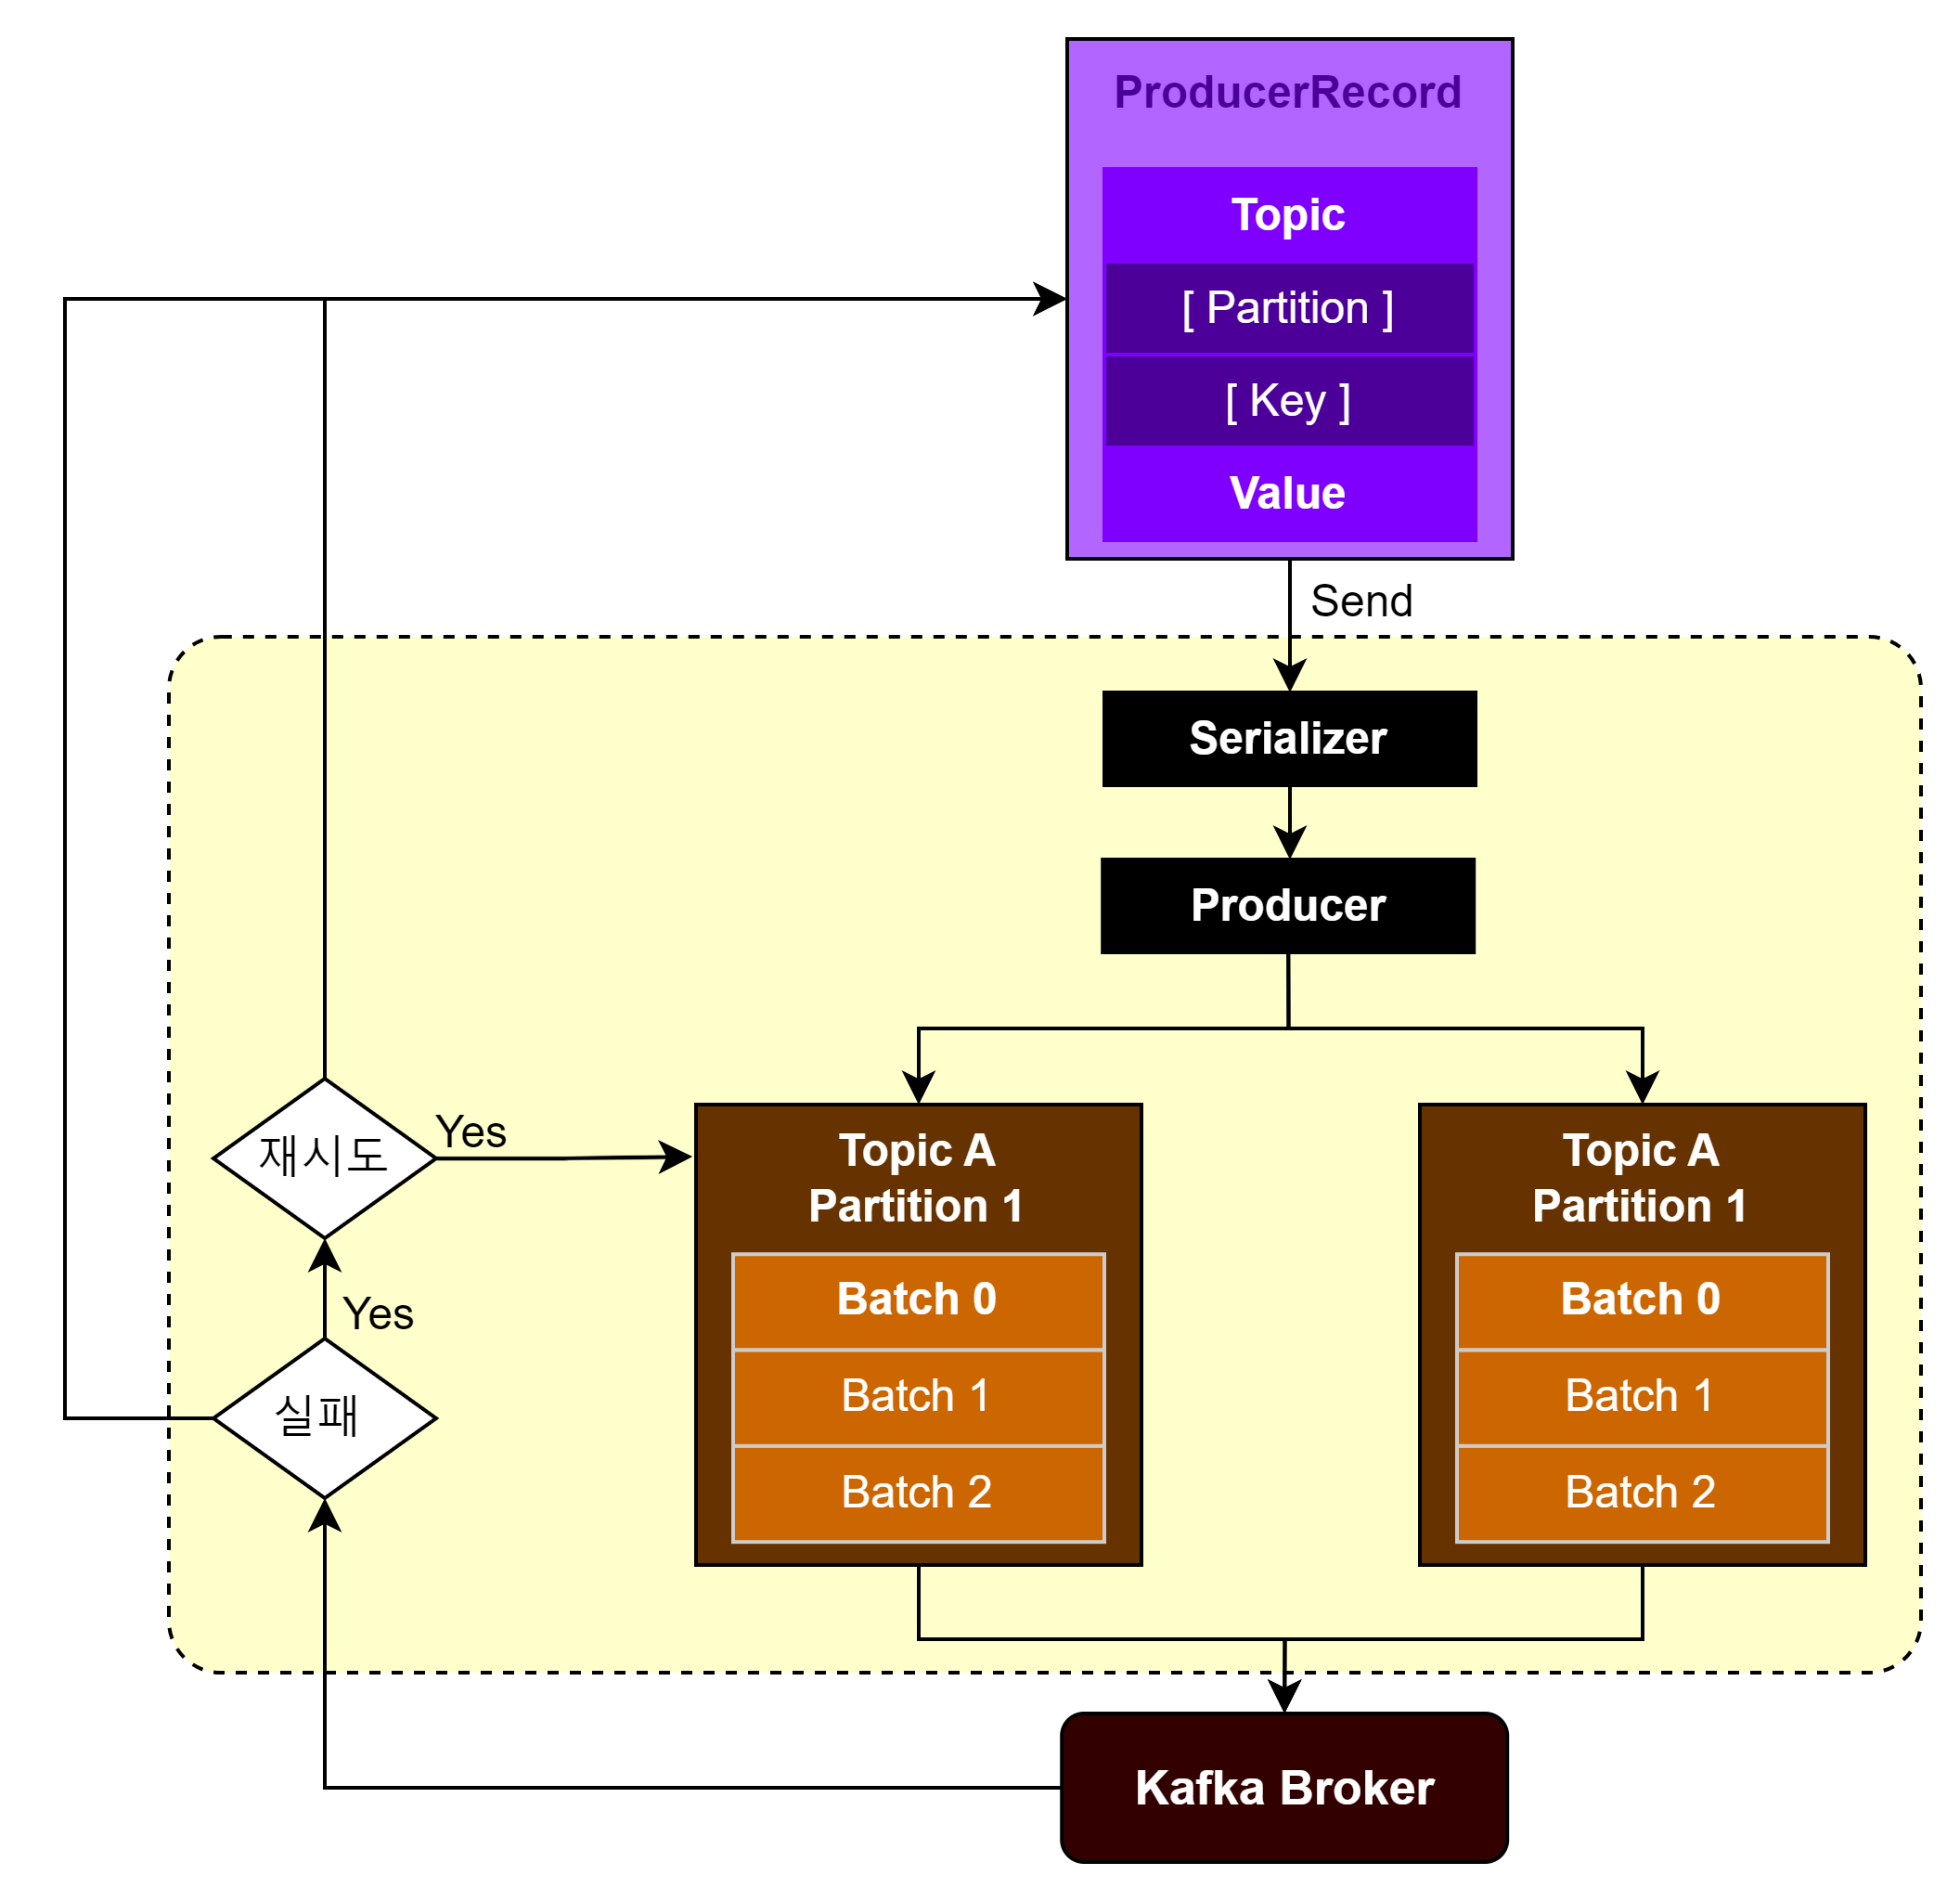 ProducerRecord
Topic
[ Partition ]
[ Key ]
Value
Send
Serializer
Producer
재시도
Yes
Topic A
Partition 1
Batch 0
Batch 1
Batch 2
Topic A
Partition 1
Batch 0
Batch 1
Batch 2
Yes
실패
Kafka Broker